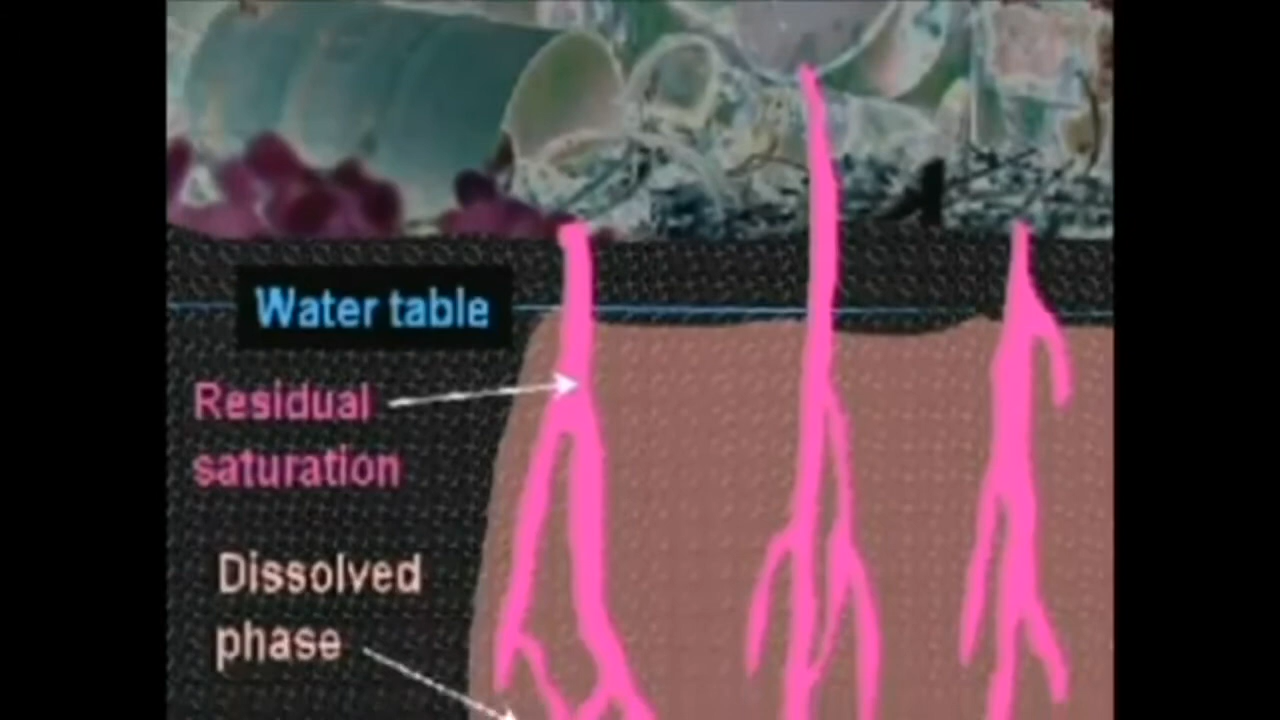 Water table
Residual
saturation
Dissolved
phase